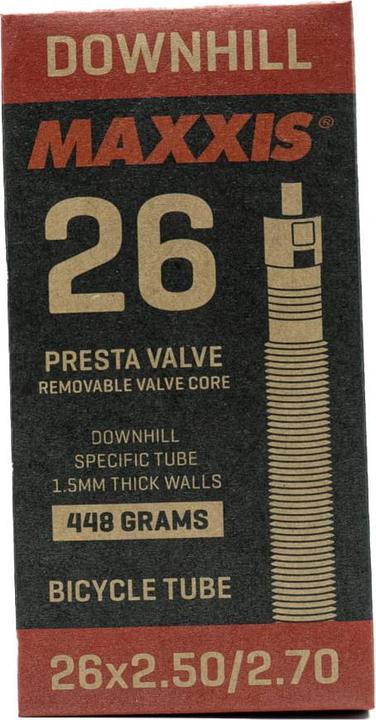 DOWNHILL
MAXXIS®
26
PRESTA VALVE
REMOVABLE VALVE CORE
DOWNHILL
SPECIFIC TUBE
1.5MM THICK WALLS
448 GRAMS
BICYCLE TUBE
26x2.50/2.70